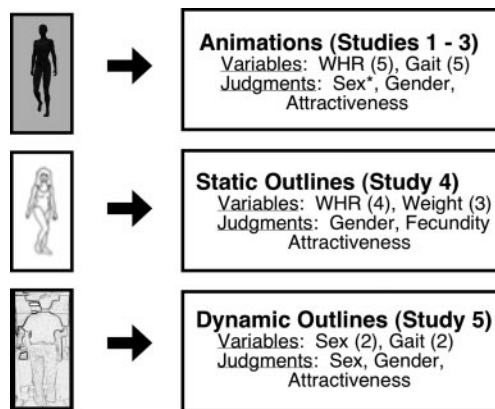 Animations (Studies 1 - 3)
Variables: WHR (5), Gait (5)
Judgments: Sex*, Gender,
Attractiveness
Static Outlines (Study 4)
Variables: WHR (4), Weight (3)
Judgments: Gender, Fecundity
Attractiveness
Dynamic Outlines (Study 5)
Variables: Sex (2), Gait (2)
Judgments: Sex, Gender,
Attractiveness